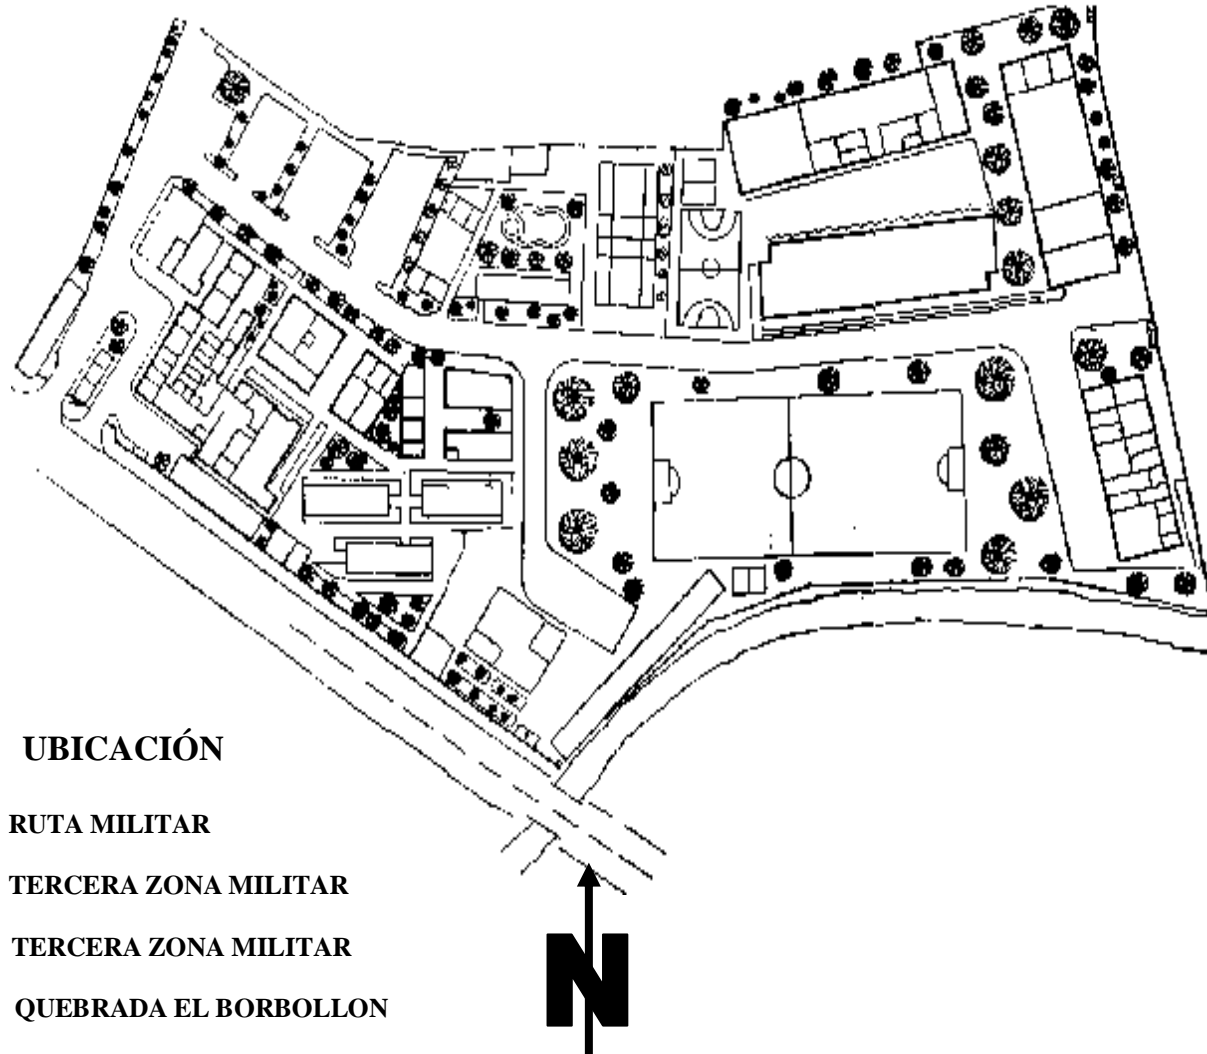 UBICACIÓN
RUTA MILITAR
TERCERA ZONA MILITAR
TERCERA ZONA MILITAR
QUEBRADA EL BORBOLLON
N